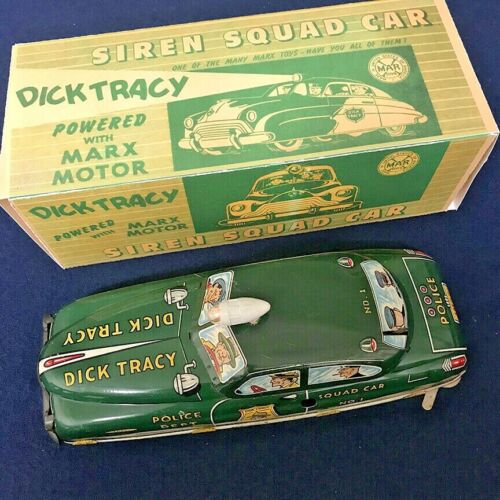 SIREN SQUAD CAR
ONE OF THE MANY MARX TOYS - HAVE YOU ALL OF THEM?
DICK TRACY
POWERED
WITH
MARX
MOTOR
MAR
DICK TRACY
POWERED
WITH
MARX
MOTOR
MAR
SIREN SQUAD CAR
DICK TRACY
DICK TRACY
POLICE
DEPT
SQUAD CAR
NO. 1
NO. 1
POLICE